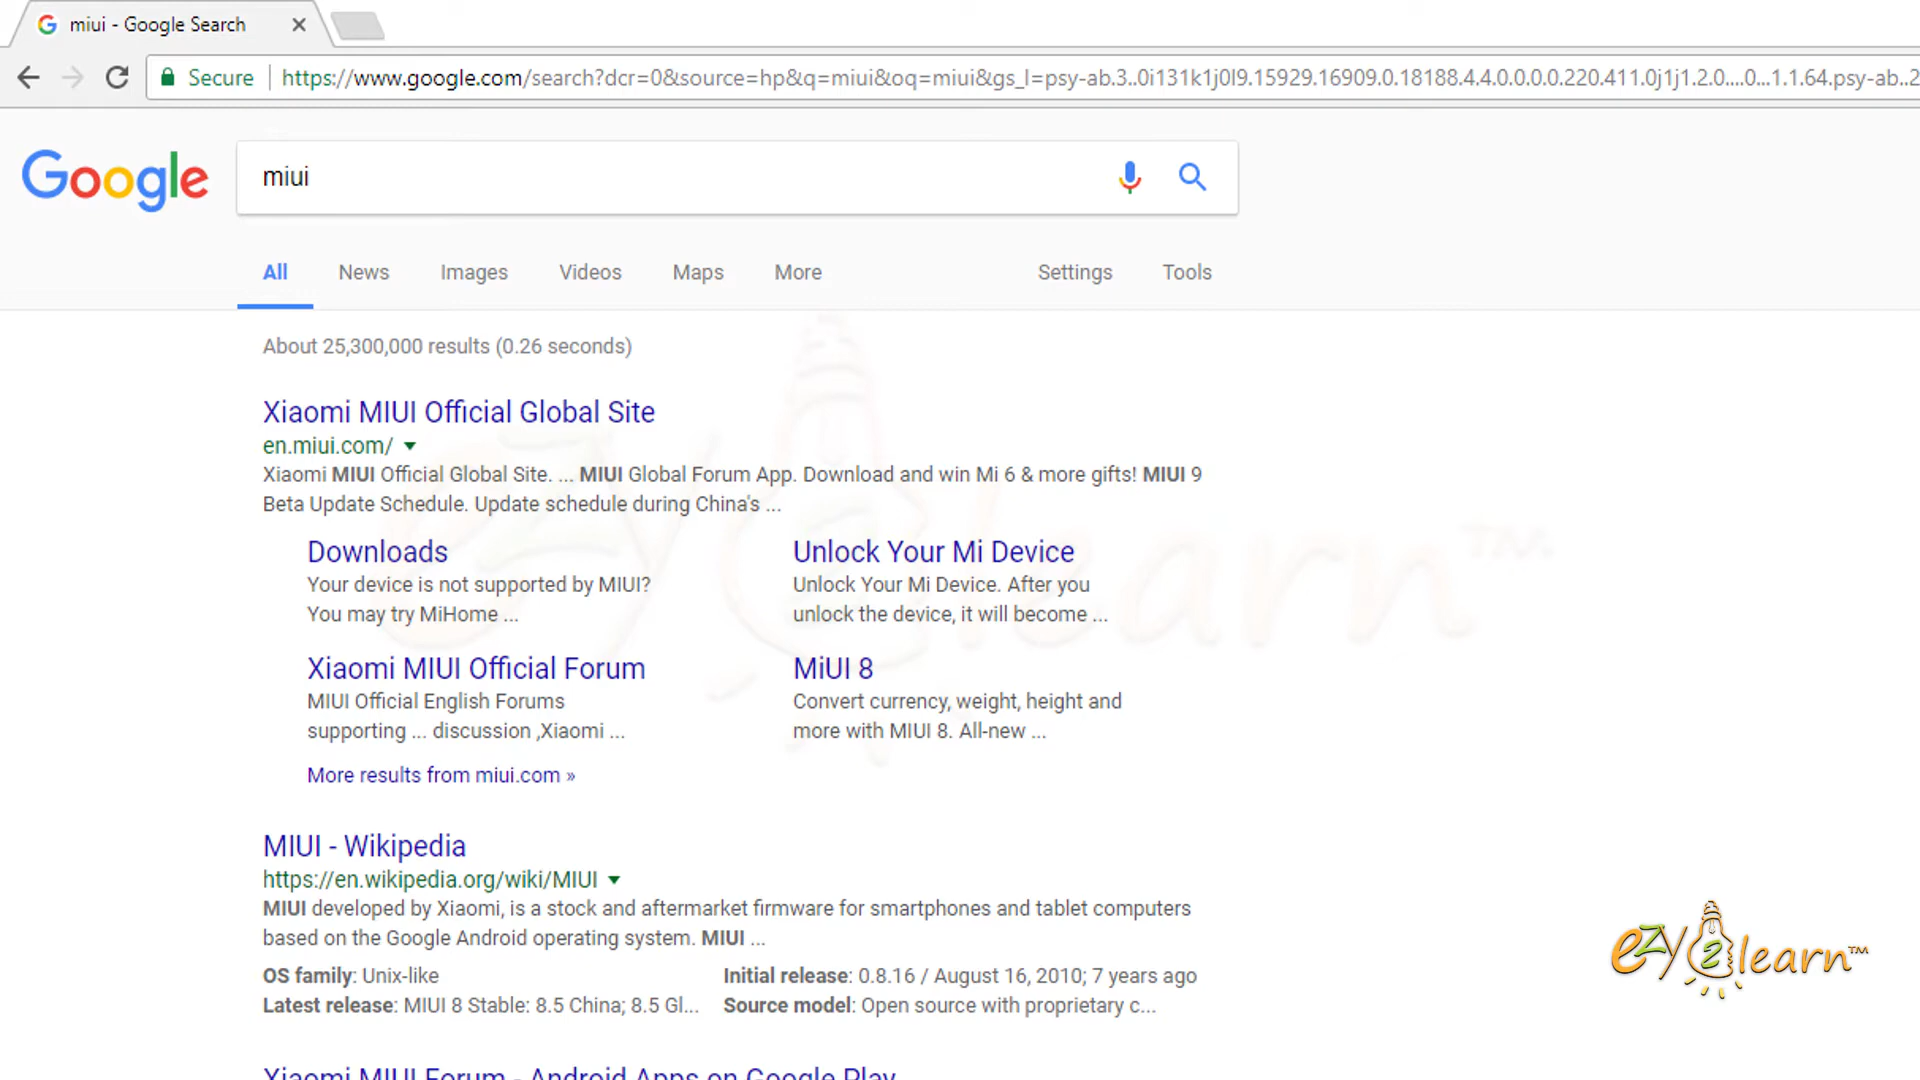 miui - Google Search
Secure https://www.google.com/search?dcr=0&source=hp&q=miui&oq=miui&gs_l=psy-ab.3..0i131k1j0l9.15929.16909.0.18188.4.4.0.0.0.0.220.411.0j1j1.2.0....0...1.1.64.psy-ab..2
Google miui
All News Images Videos Maps More Settings Tools
About 25,300,000 results (0.26 seconds)
Xiaomi MIUI Official Global Site
en.miui.com/
Xiaomi MIUI Official Global Site. ... MIUI Global Forum App. Download and win Mi 6 & more gifts! MIUI 9
Beta Update Schedule. Update schedule during China's ...
Downloads
Your device is not supported by MIUI?
You may try MiHome ...
Unlock Your Mi Device
Unlock Your Mi Device. After you
unlock the device, it will become ...
Xiaomi MIUI Official Forum
MIUI Official English Forums
supporting ... discussion ,Xiaomi ...
MiUI 8
Convert currency, weight, height and
more with MIUI 8. All-new ...
More results from miui.com »
MIUI - Wikipedia
https://en.wikipedia.org/wiki/MIUI
MIUI developed by Xiaomi, is a stock and aftermarket firmware for smartphones and tablet computers
based on the Google Android operating system. MIUI ...
OS family: Unix-like
Initial release: 0.8.16 / August 16, 2010; 7 years ago
Latest release: MIUI 8 Stable: 8.5 China; 8.5 Gl...
Source model: Open source with proprietary c...
Xiaomi MIUI Forum - Android Apps on Google Play
ezy2learn™
ezy2learn™